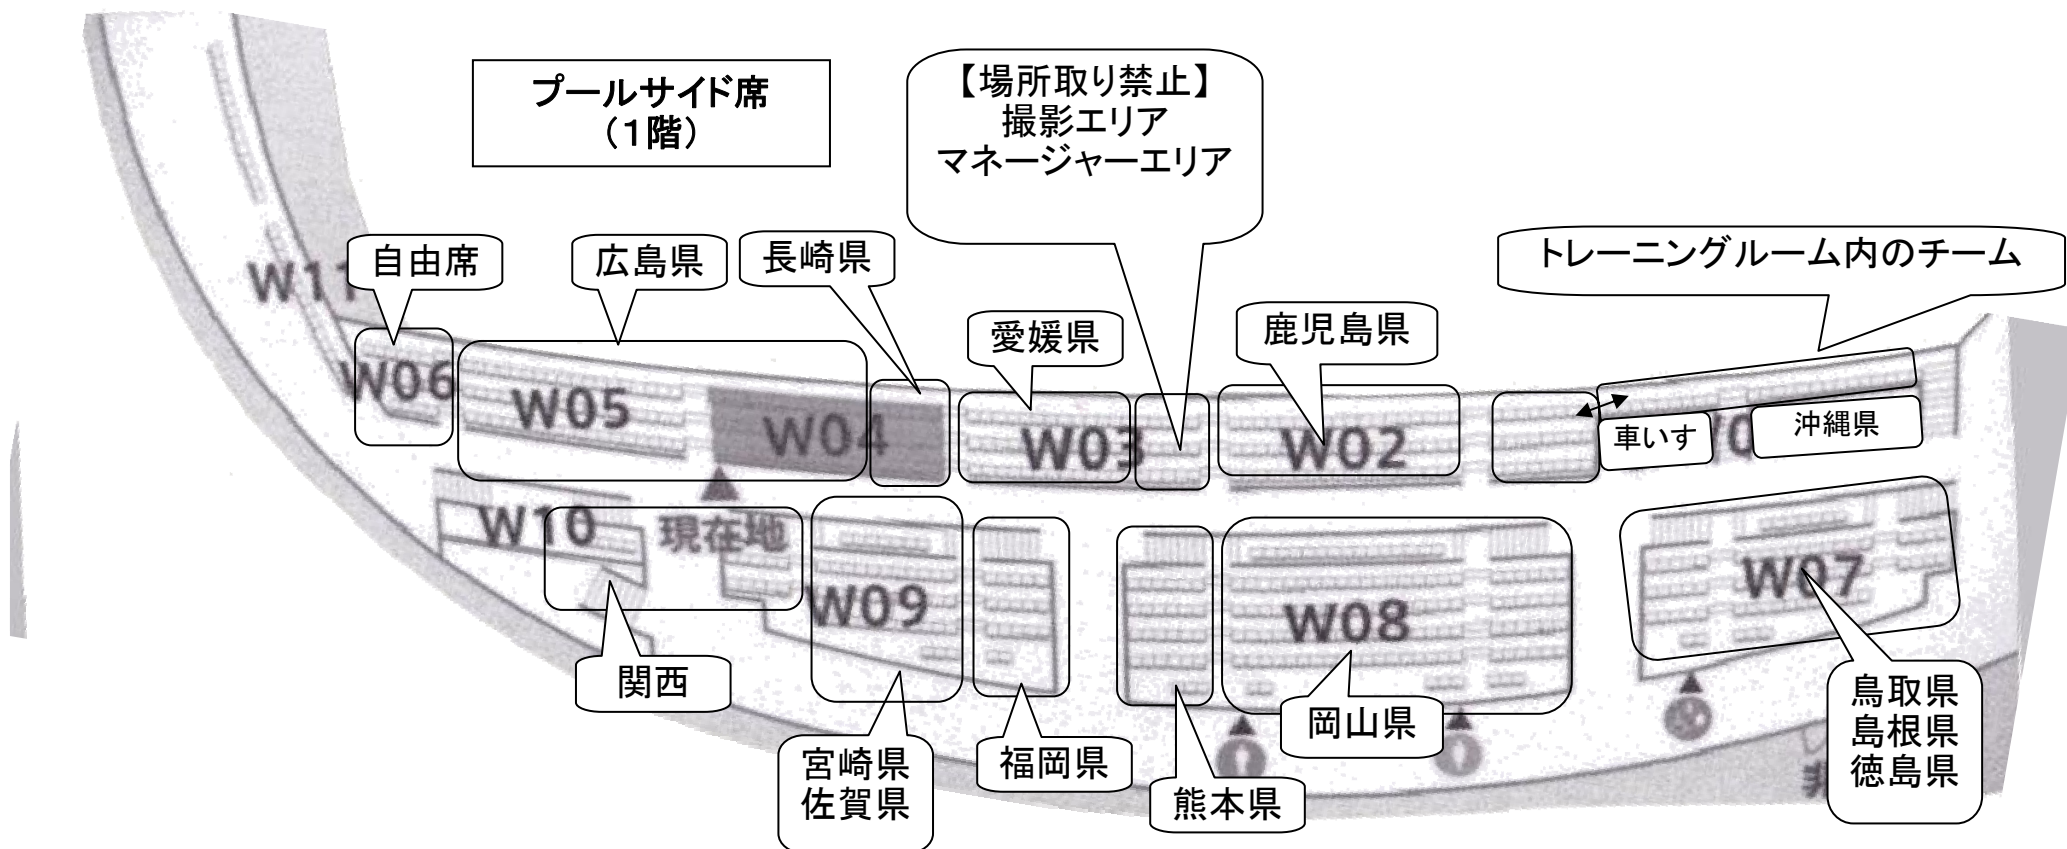 プールサイド席
(1階)
【場所取り禁止】
撮影エリア
マネージャーエリア
トレーニングルーム内のチーム
自由席
広島県
長崎県
愛媛県
鹿児島県
車いす
沖縄県
W11
W06
W05
W04
W03
W02
W10
現在地
W09
W08
W07
関西
宮崎県
佐賀県
福岡県
熊本県
岡山県
鳥取県
島根県
徳島県